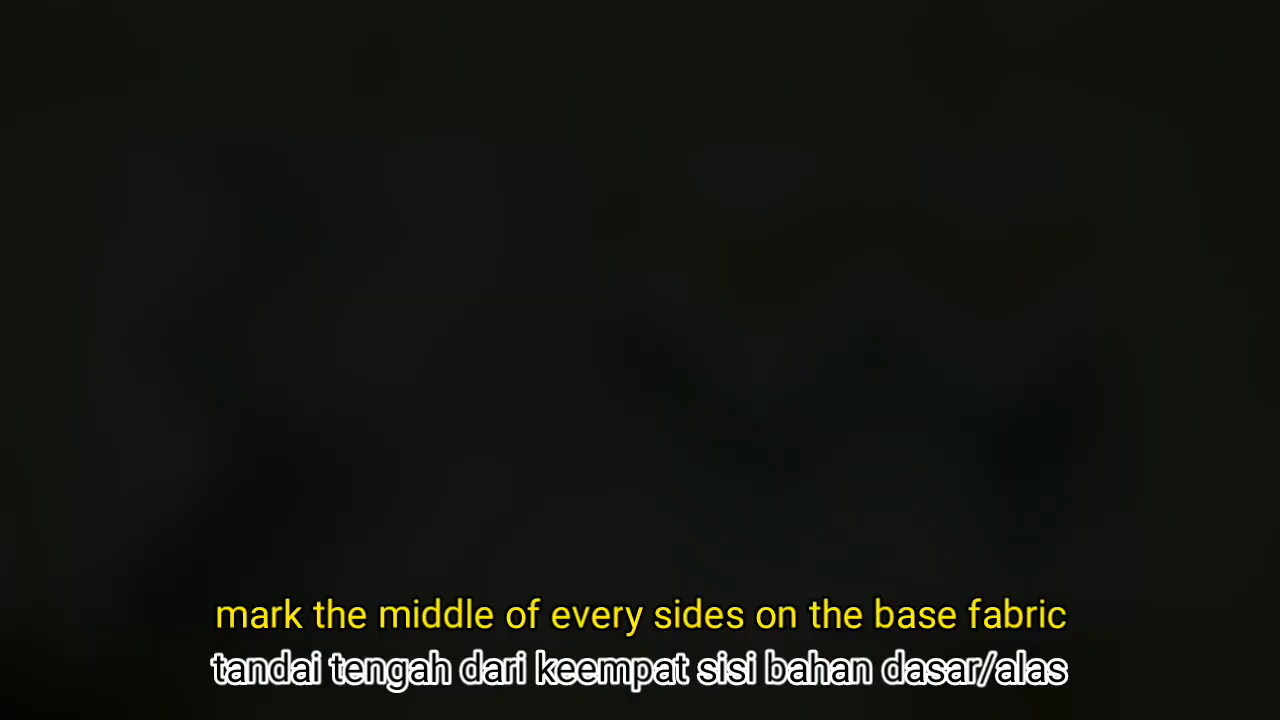 mark the middle of every sides on the base fabric
tandai tengah dari keempat sisi bahan dasar/alas